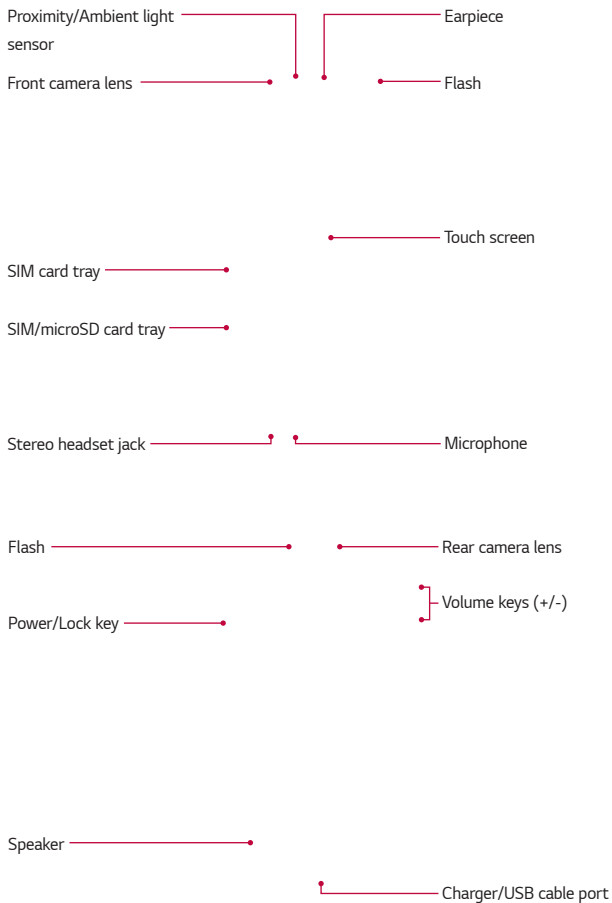 Proximity/Ambient light
sensor
Earpiece
Front camera lens
Flash
Touch screen
SIM card tray
SIM/microSD card tray
Stereo headset jack
Microphone
Flash
Rear camera lens
Volume keys (+/-)
Power/Lock key
Speaker
Charger/USB cable port